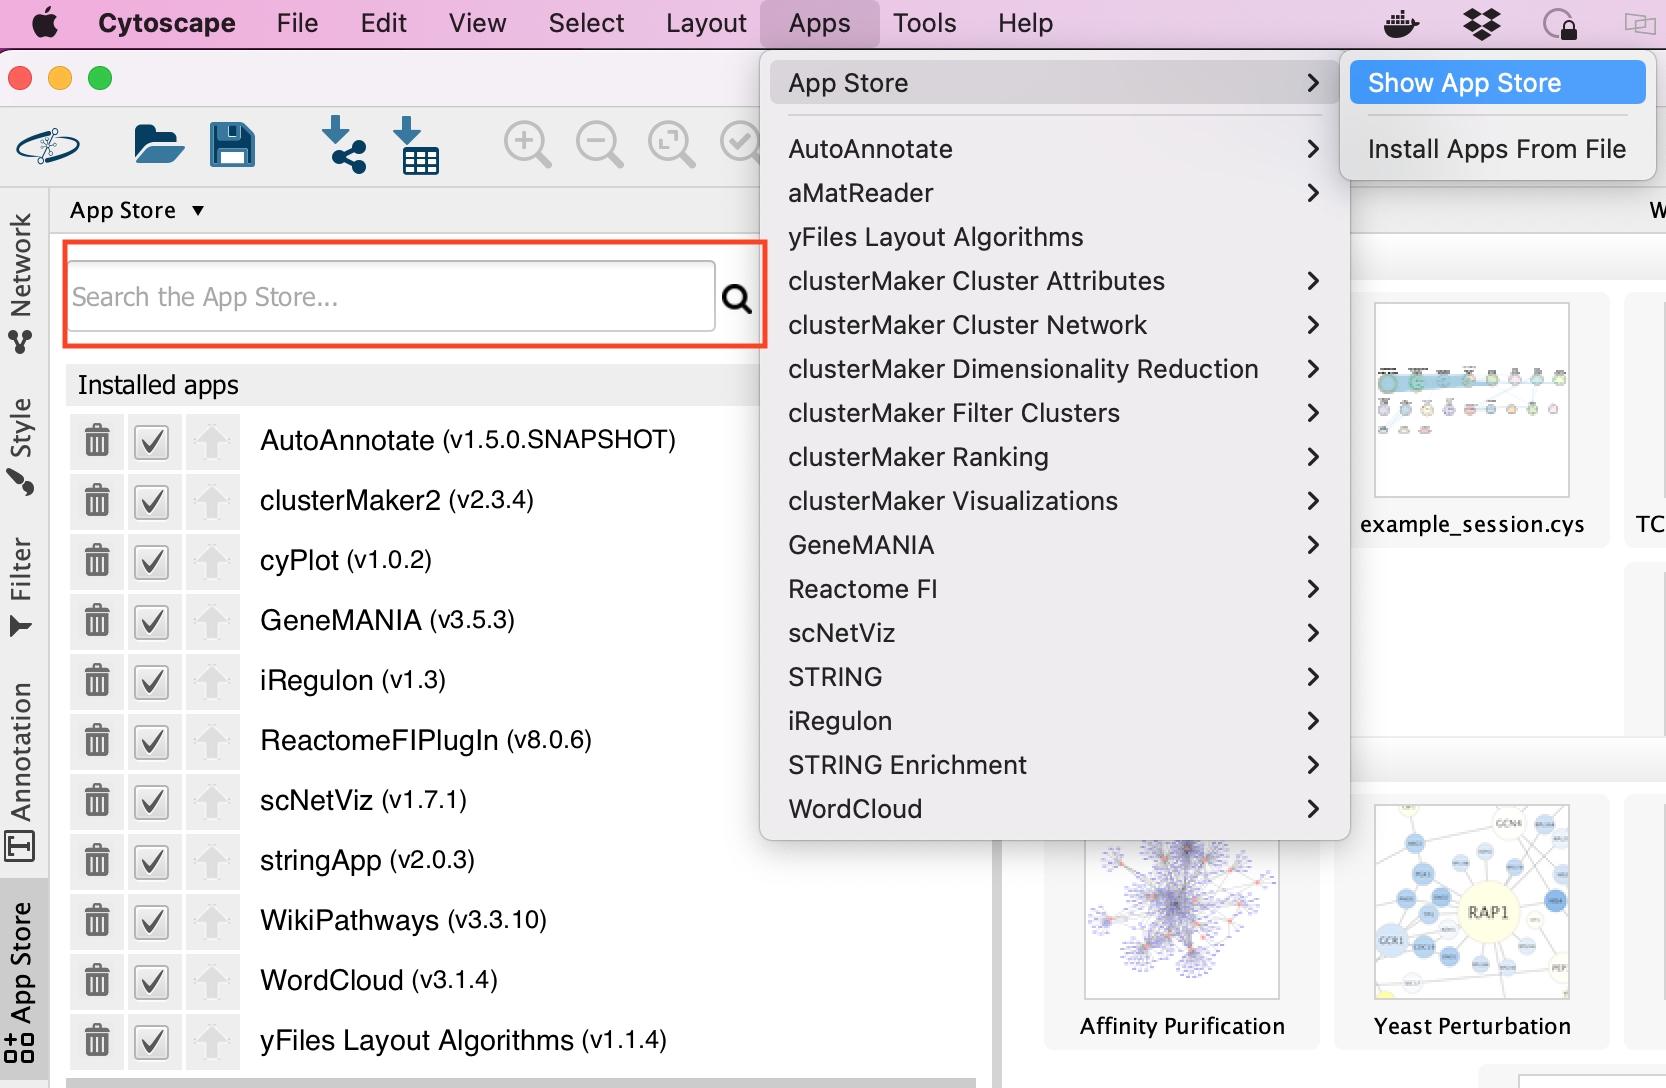 Cytoscape File Edit View Select Layout Apps Tools Help
App Store
Show App Store
Install Apps From File
AutoAnnotate
aMatReader
yFiles Layout Algorithms
clusterMaker Cluster Attributes
clusterMaker Cluster Network
clusterMaker Dimensionality Reduction
clusterMaker Filter Clusters
clusterMaker Ranking
clusterMaker Visualizations
GeneMANIA
Reactome FI
scNetViz
STRING
iRegulon
STRING Enrichment
WordCloud
Network
Style
Filter
Annotation
App Store
App Store ▼
Search the App Store...
Installed apps
AutoAnnotate (v1.5.0.SNAPSHOT)
clusterMaker2 (v2.3.4)
cyPlot (v1.0.2)
GeneMANIA (v3.5.3)
iRegulon (v1.3)
ReactomeFIPlugIn (v8.0.6)
scNetViz (v1.7.1)
stringApp (v2.0.3)
WikiPathways (v3.3.10)
WordCloud (v3.1.4)
yFiles Layout Algorithms (v1.1.4)
W
example_session.cys
TC
GCN4
RAP1
GCR1
PEP
Affinity Purification
Yeast Perturbation